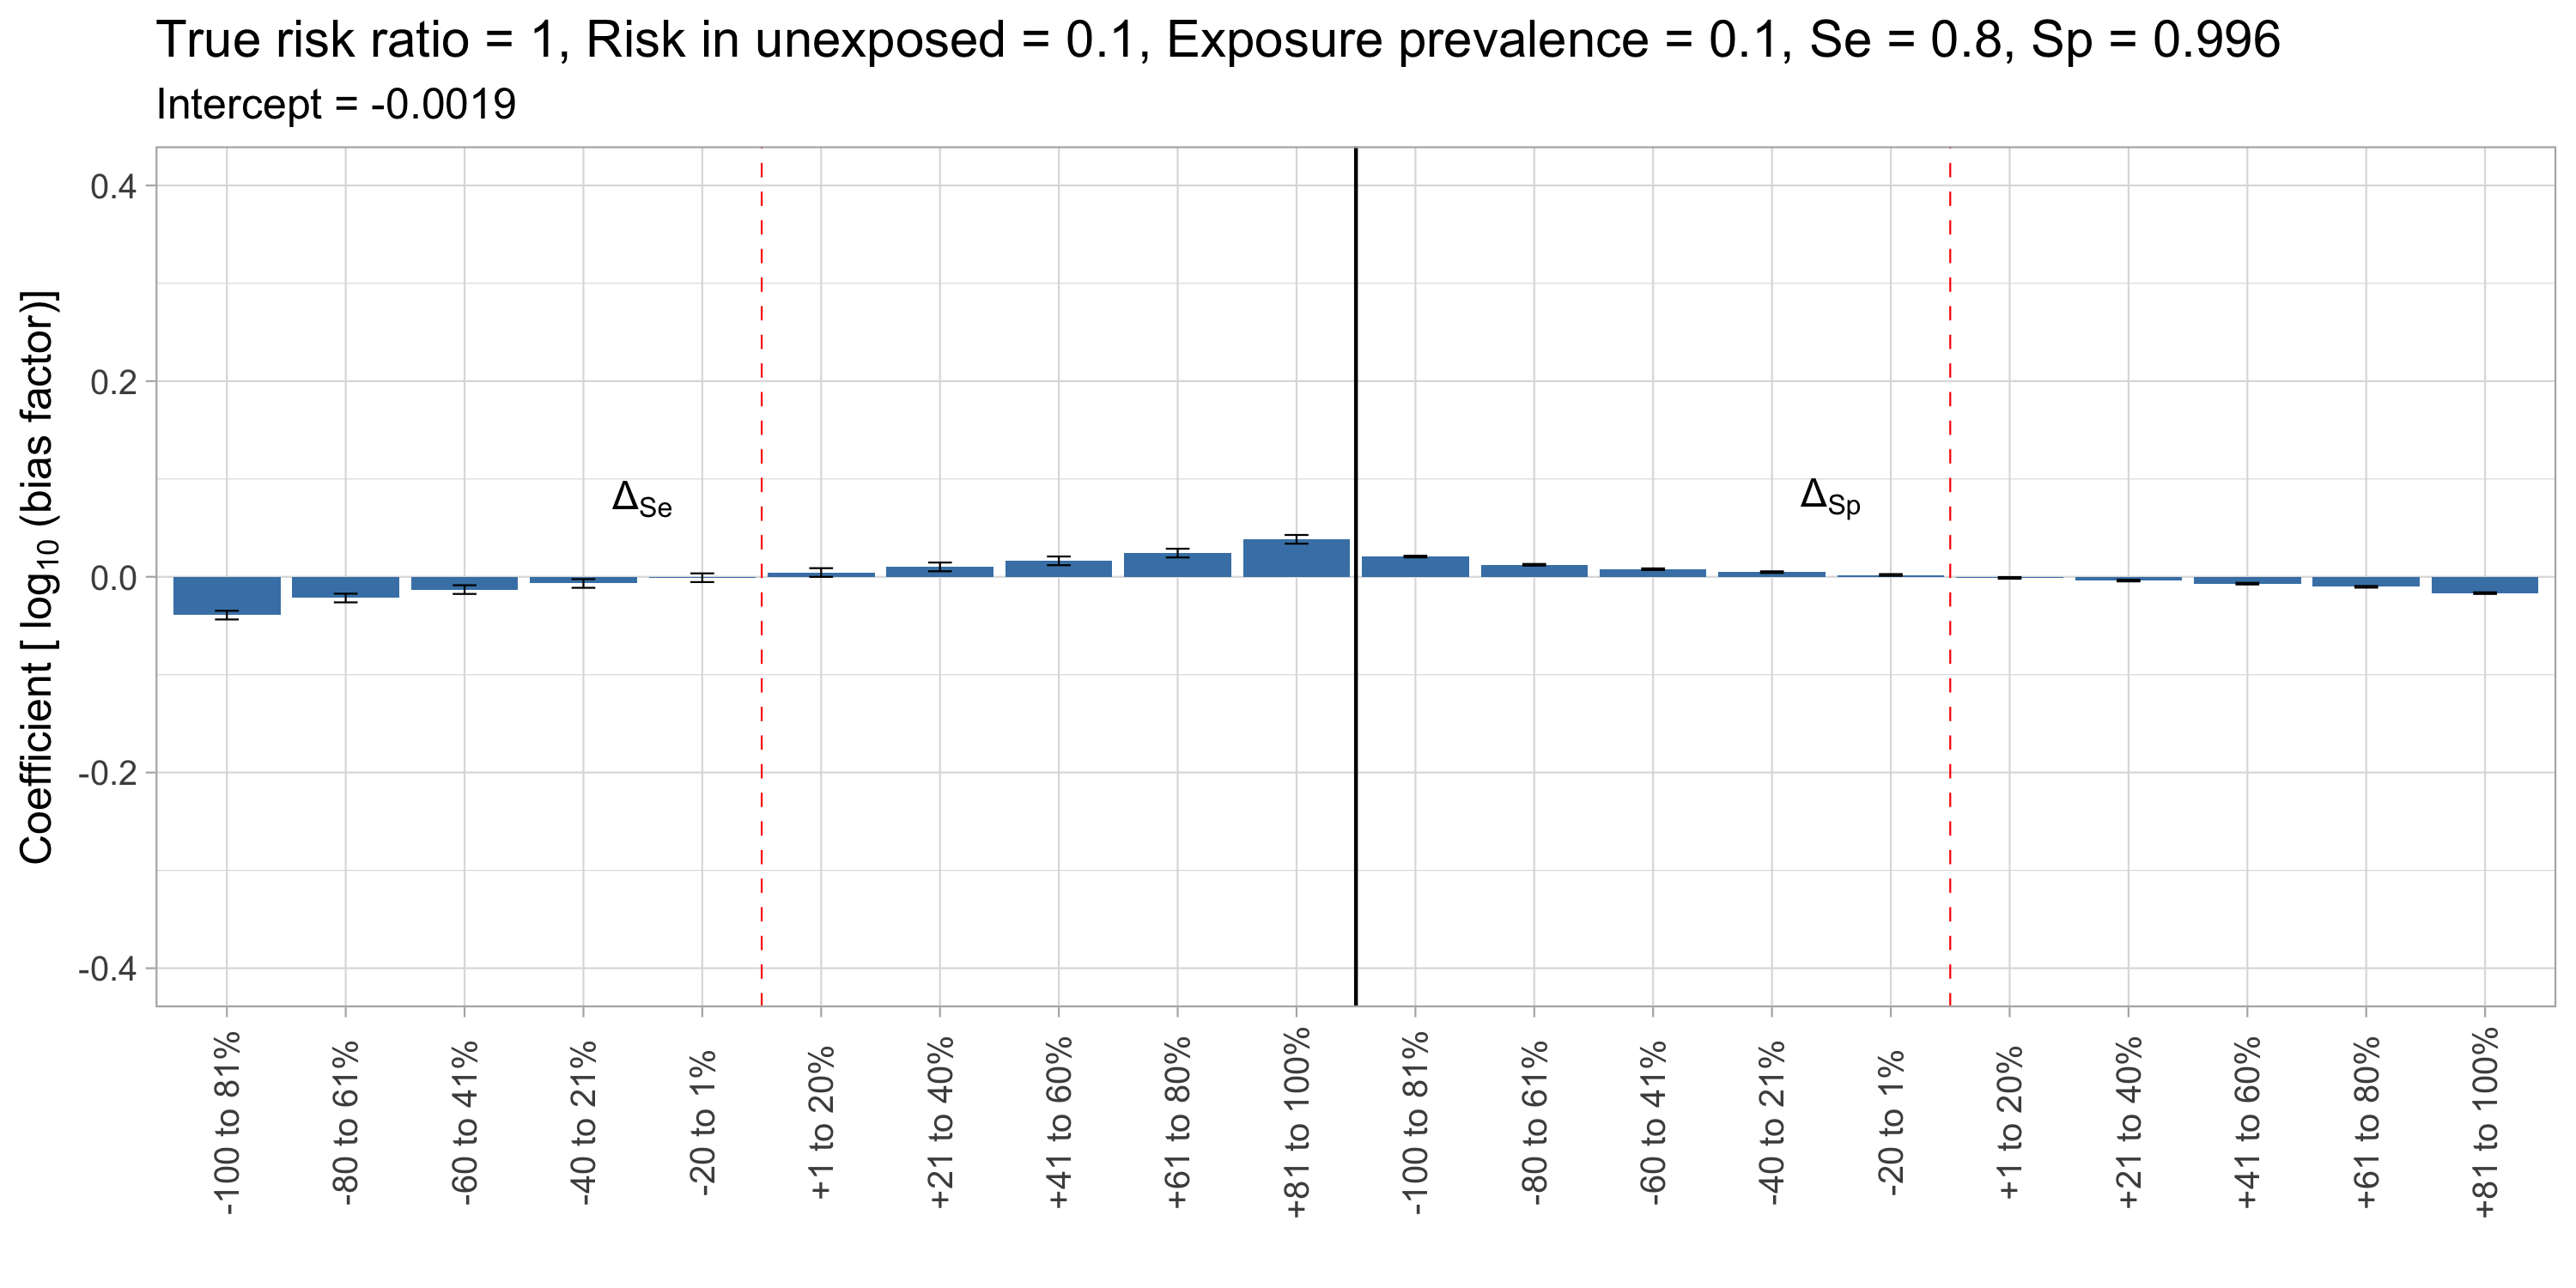 True risk ratio = 1, Risk in unexposed = 0.1, Exposure prevalence = 0.1, Se = 0.8, Sp = 0.996
Intercept = -0.0019
Coefficient [ log10 (bias factor)]
0.4
0.2
0.0
-0.2
-0.4
ΔSe
ΔSp
-100 to 81%
-80 to 61%
-60 to 41%
-40 to 21%
-20 to 1%
+1 to 20%
+21 to 40%
+41 to 60%
+61 to 80%
+81 to 100%
-100 to 81%
-80 to 61%
-60 to 41%
-40 to 21%
-20 to 1%
+1 to 20%
+21 to 40%
+41 to 60%
+61 to 80%
+81 to 100%